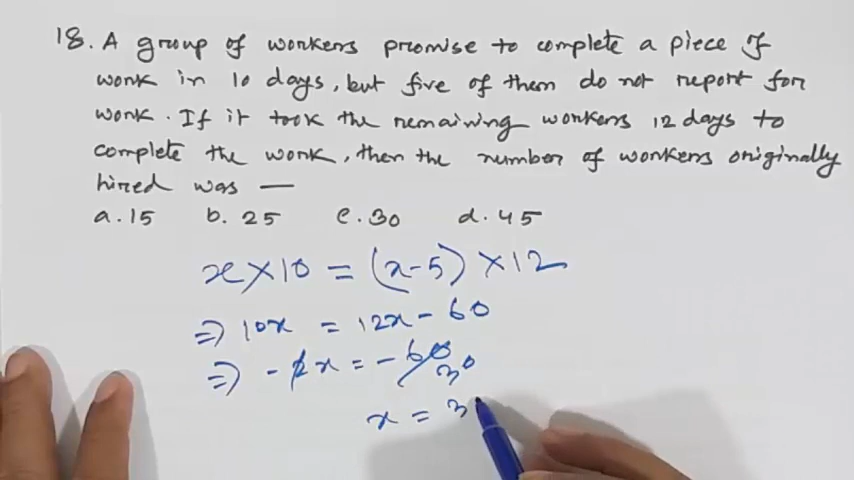 18. A group of workers promise to complete a piece of
work in 10 days, but five of them do not report for
work. If it took the remaining workers 12 days to
complete the work, then the number of workers originally
hired was —
a. 15 b. 25 c. 30 d. 45
x × 10 = (x-5) × 12
⇒ 10x = 12x - 60
⇒ -2x = -60
30
x = 3